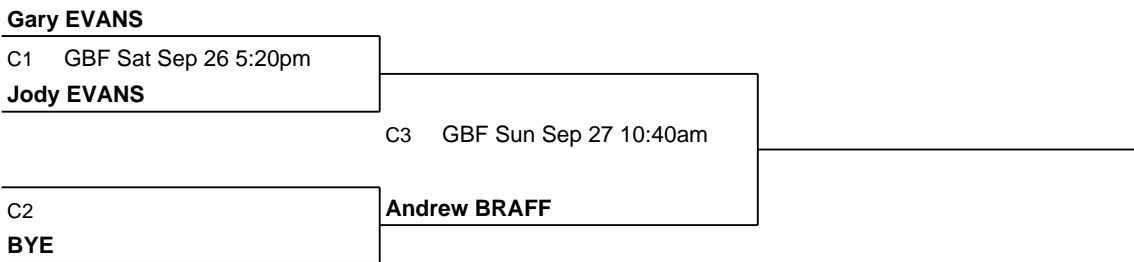 Gary EVANS
C1 GBF Sat Sep 26 5:20pm
Jody EVANS
C3 GBF Sun Sep 27 10:40am
C2
Andrew BRAFF
BYE